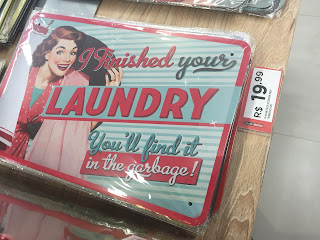 I Finished your
LAUNDRY
You'll find it
in the garbage!
R$ 19,99